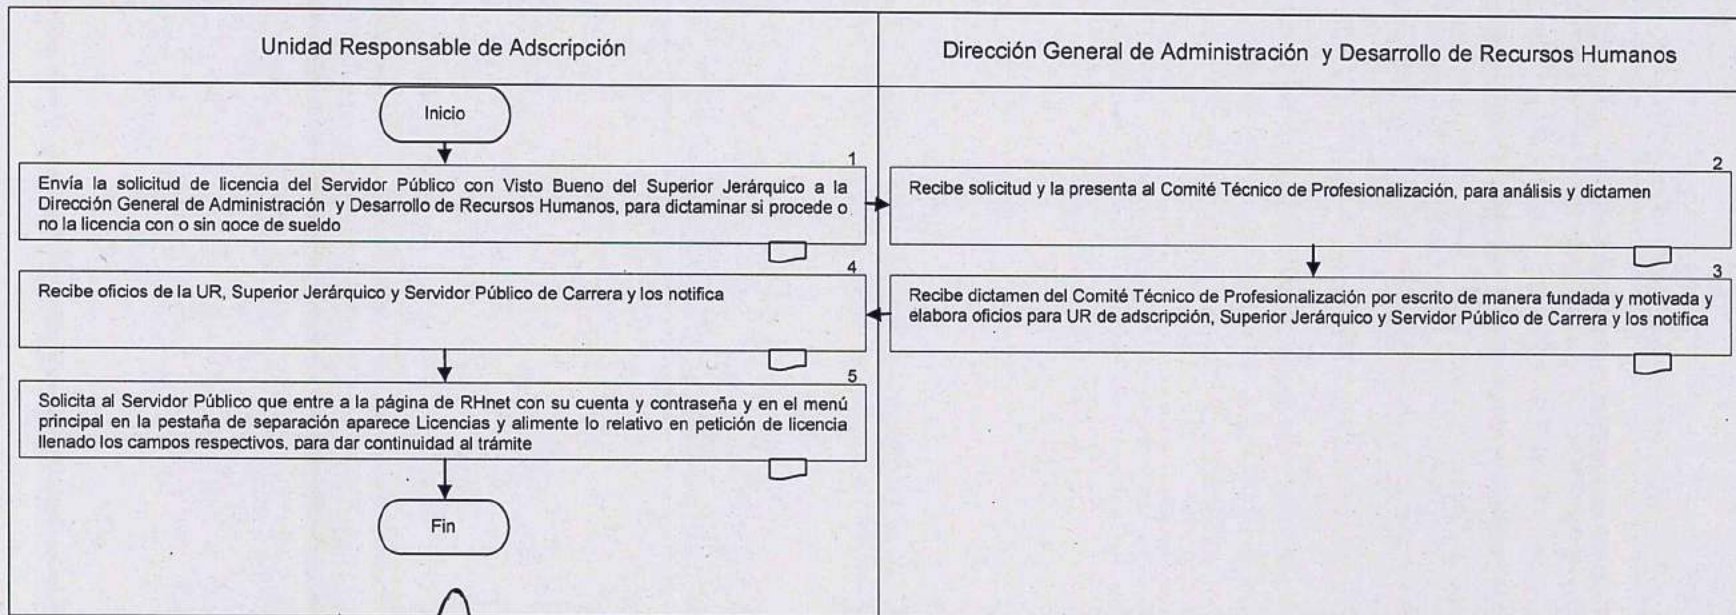 Unidad Responsable de Adscripción
Dirección General de Administración y Desarrollo de Recursos Humanos
Inicio
1
Envía la solicitud de licencia del Servidor Público con Visto Bueno del Superior Jerárquico a la
Dirección General de Administración y Desarrollo de Recursos Humanos, para dictaminar si procede o
no la licencia con o sin goce de sueldo
2
Recibe solicitud y la presenta al Comité Técnico de Profesionalización, para análisis y dictamen
3
Recibe dictamen del Comité Técnico de Profesionalización por escrito de manera fundada y motivada y
elabora oficios para UR de adscripción, Superior Jerárquico y Servidor Público de Carrera y los notifica
4
Recibe oficios de la UR, Superior Jerárquico y Servidor Público de Carrera y los notifica
5
Solicita al Servidor Público que entre a la página de RHnet con su cuenta y contraseña y en el menú
principal en la pestaña de separación aparece Licencias y alimente lo relativo en petición de licencia
llenado los campos respectivos, para dar continuidad al trámite
Fin